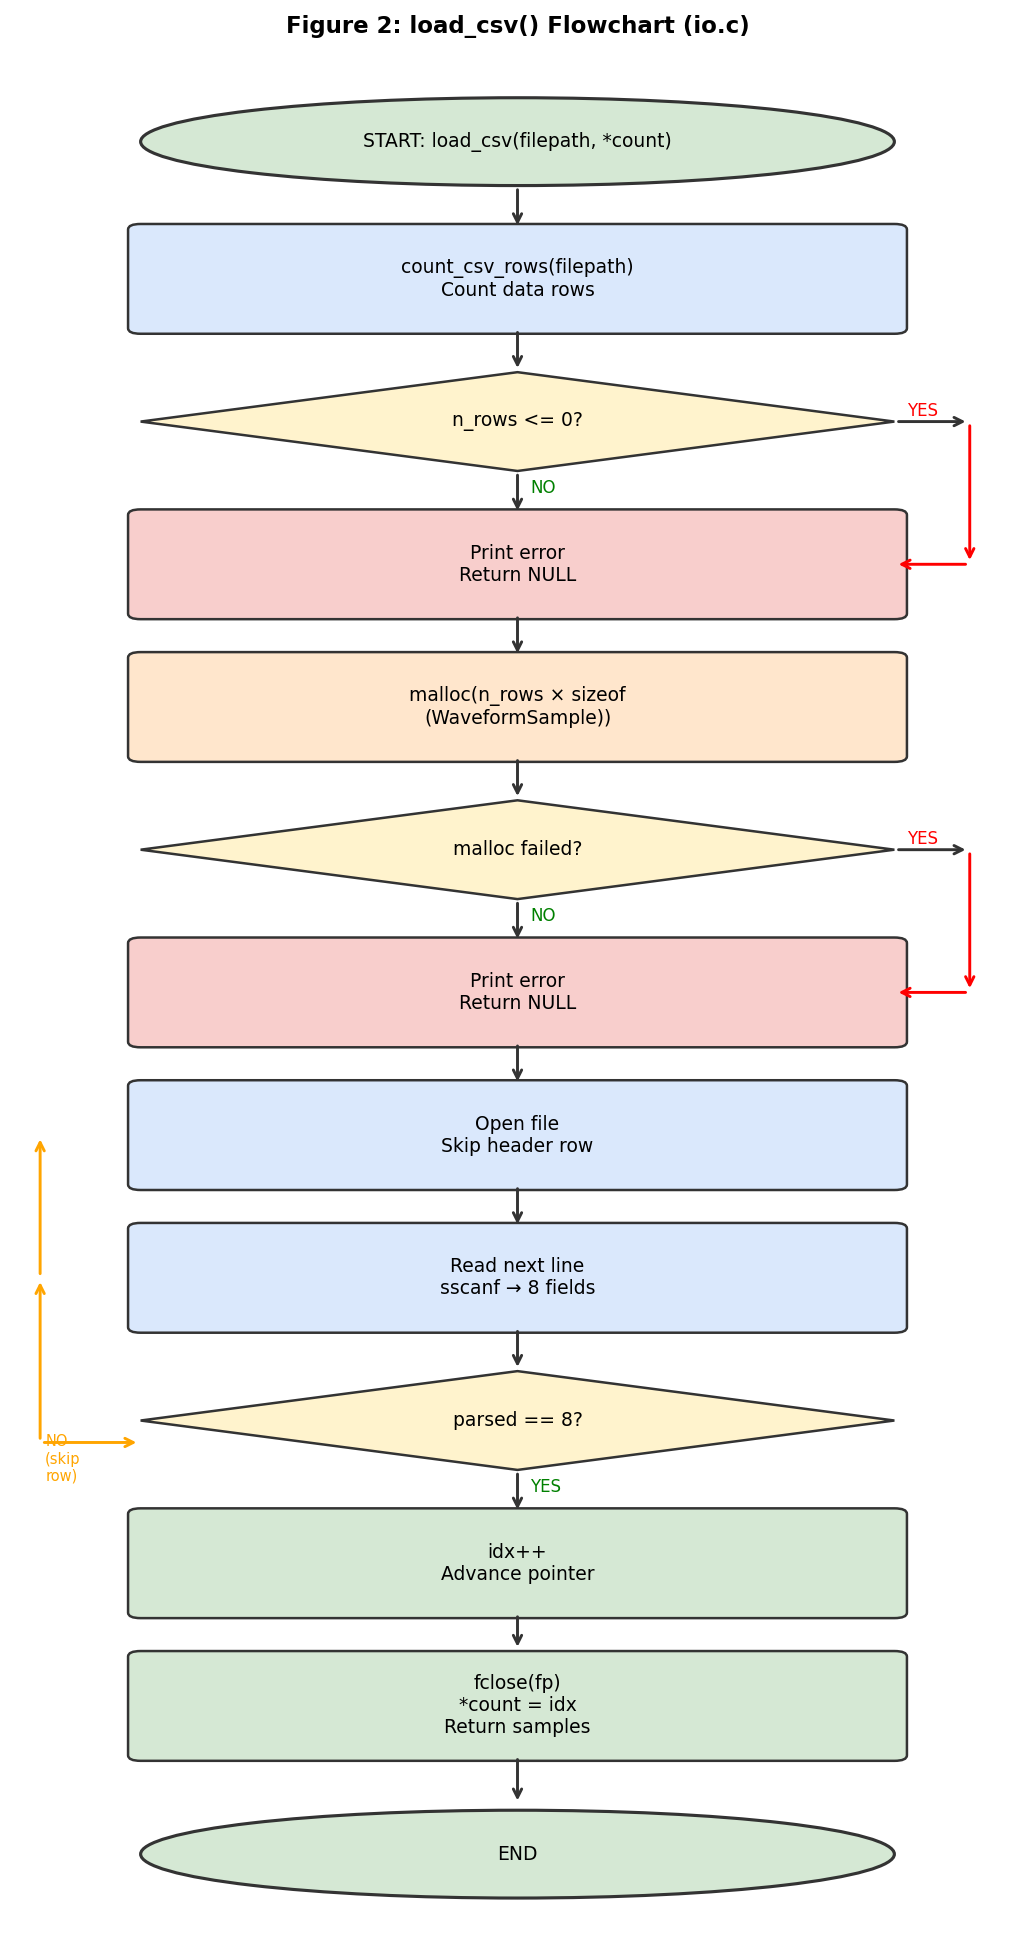 Figure 2: load_csv() Flowchart (io.c)
START: load_csv(filepath, *count)
count_csv_rows(filepath)
Count data rows
n_rows <= 0?
YES
NO
Print error
Return NULL
malloc(n_rows × sizeof
(WaveformSample))
malloc failed?
YES
NO
Print error
Return NULL
Open file
Skip header row
Read next line
sscanf → 8 fields
parsed == 8?
NO
(skip
row)
YES
idx++
Advance pointer
fclose(fp)
*count = idx
Return samples
END